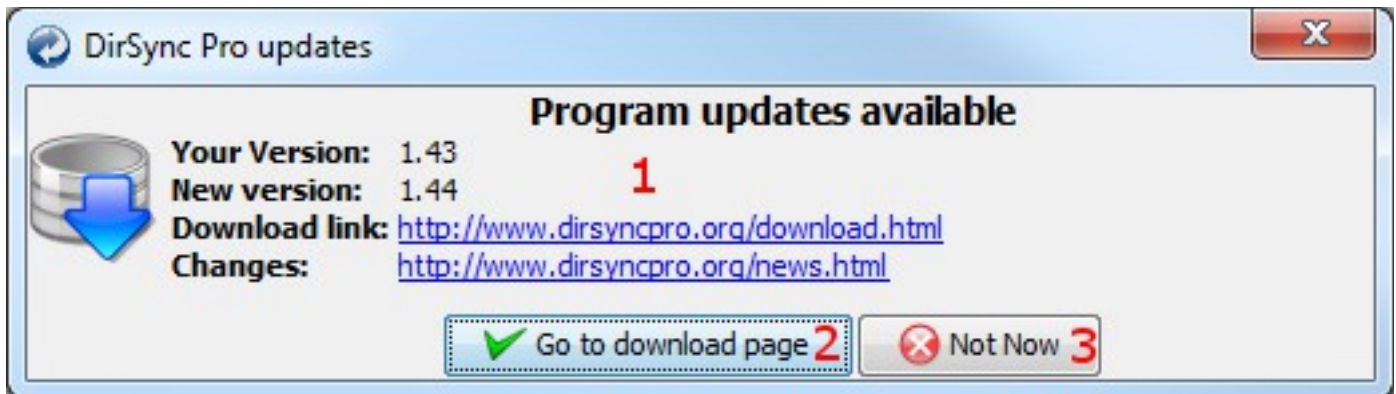 DirSync Pro updates
Program updates available
Your Version: 1.43
1
New version: 1.44
Download link: http://www.dirsyncpro.org/download.html
Changes: http://www.dirsyncpro.org/news.html
Go to download page 2
Not Now 3